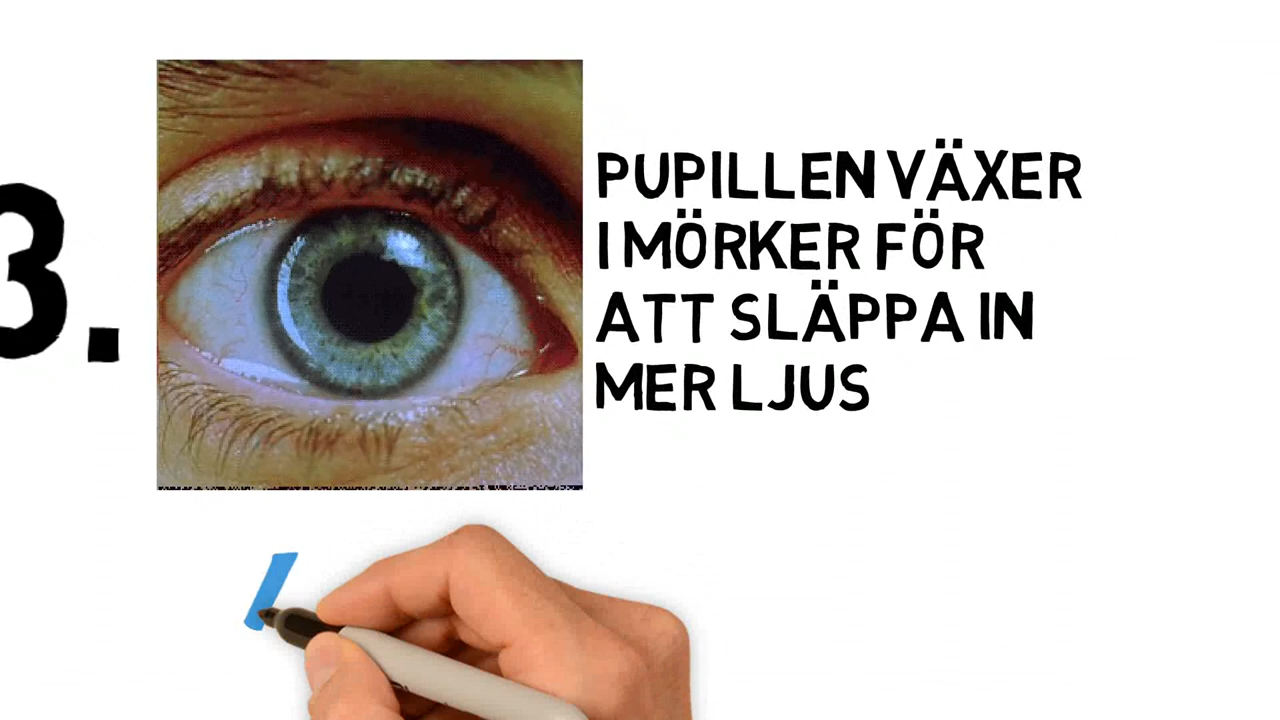 3.
PUPILLEN VÄXER
I MÖRKER FÖR
ATT SLÄPPA IN
MER LJUS